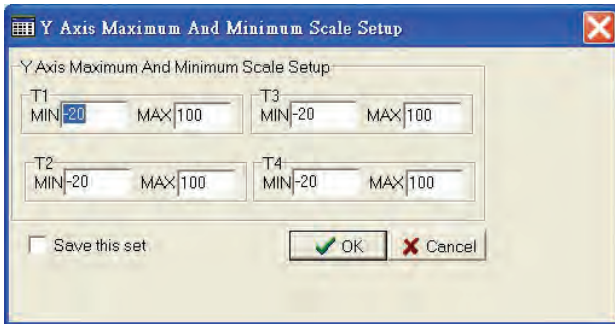 Y Axis Maximum And Minimum Scale Setup
Y Axis Maximum And Minimum Scale Setup
T1
MIN -20 MAX 100
T3
MIN -20 MAX 100
T2
MIN -20 MAX 100
T4
MIN -20 MAX 100
Save this set
OK
Cancel